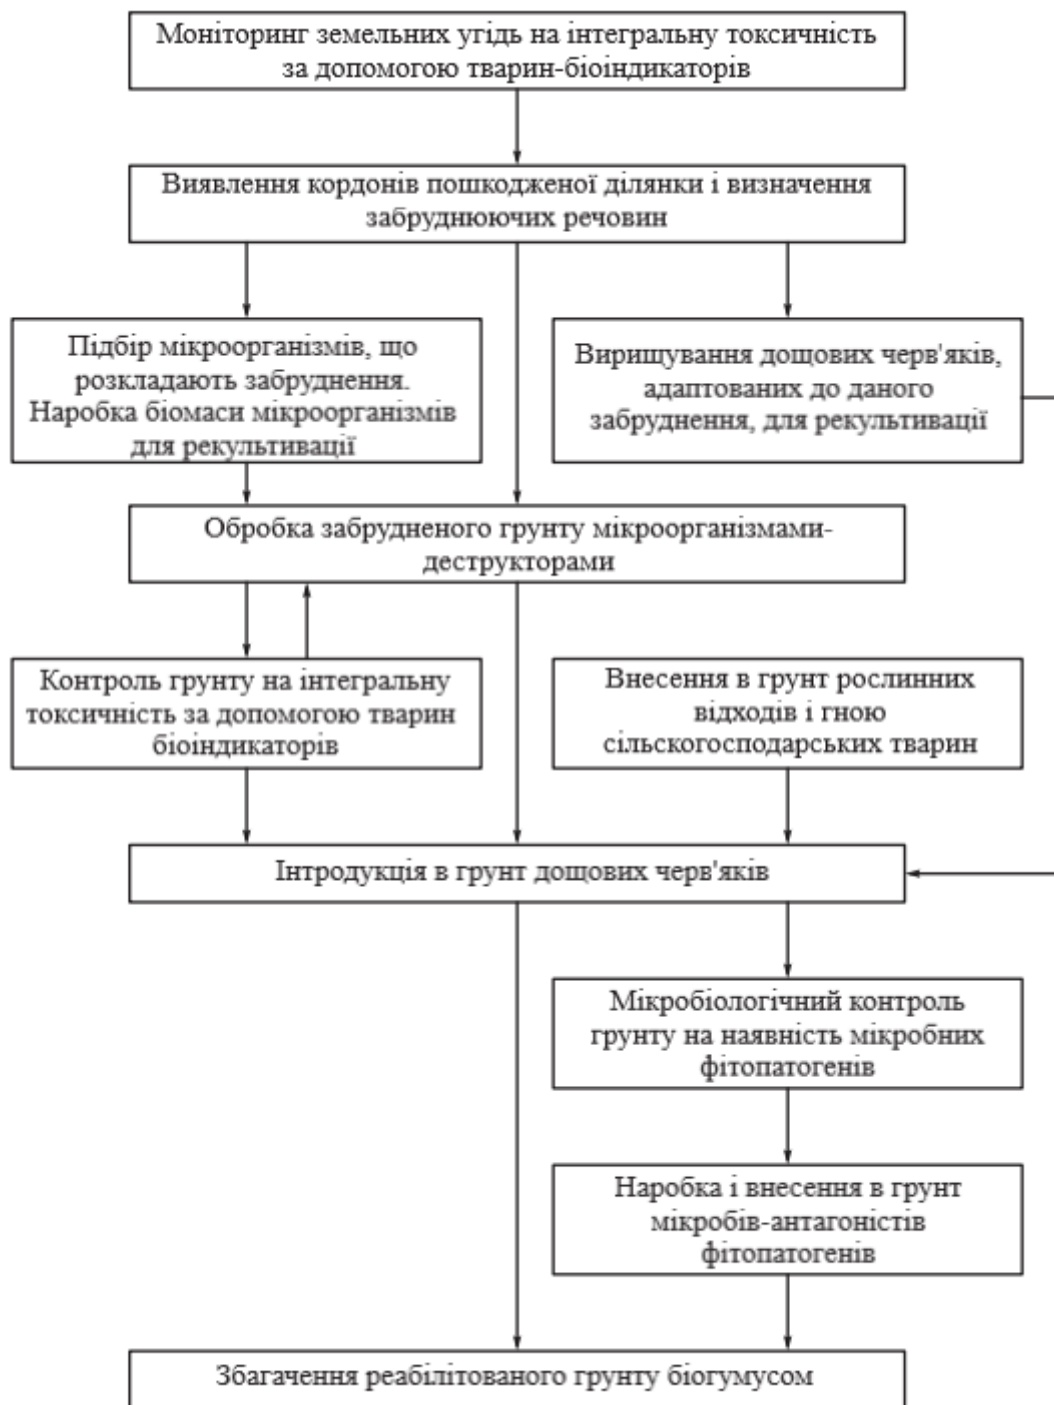 Моніторинг земельних угідь на інтегральну токсичність
за допомогою тварин-біоіндикаторів
Виявлення кордонів пошкодженої ділянки і визначення
забруднюючих речовин
Підбір мікроорганізмів, що
розкладають забруднення.
Наробка біомаси мікроорганізмів
для рекультивації
Вирищування дощових черв'яків,
адаптованих до даного
забруднення, для рекультивації
Обробка забрудненого грунту мікроорганізмами-
деструкторами
Контроль грунту на інтегральну
токсичність за допомогою тварин
біоіндикаторів
Внесення в грунт рослинних
відходів і гною
сільскогосподарських тварин
Інтродукція в грунт дощових черв'яків
Мікробіологічний контроль
грунту на наявність мікробних
фітопатогенів
Наробка і внесення в грунт
мікробів-антагоністів
фітопатогенів
Збагачення реабілітованого грунту біогумусом